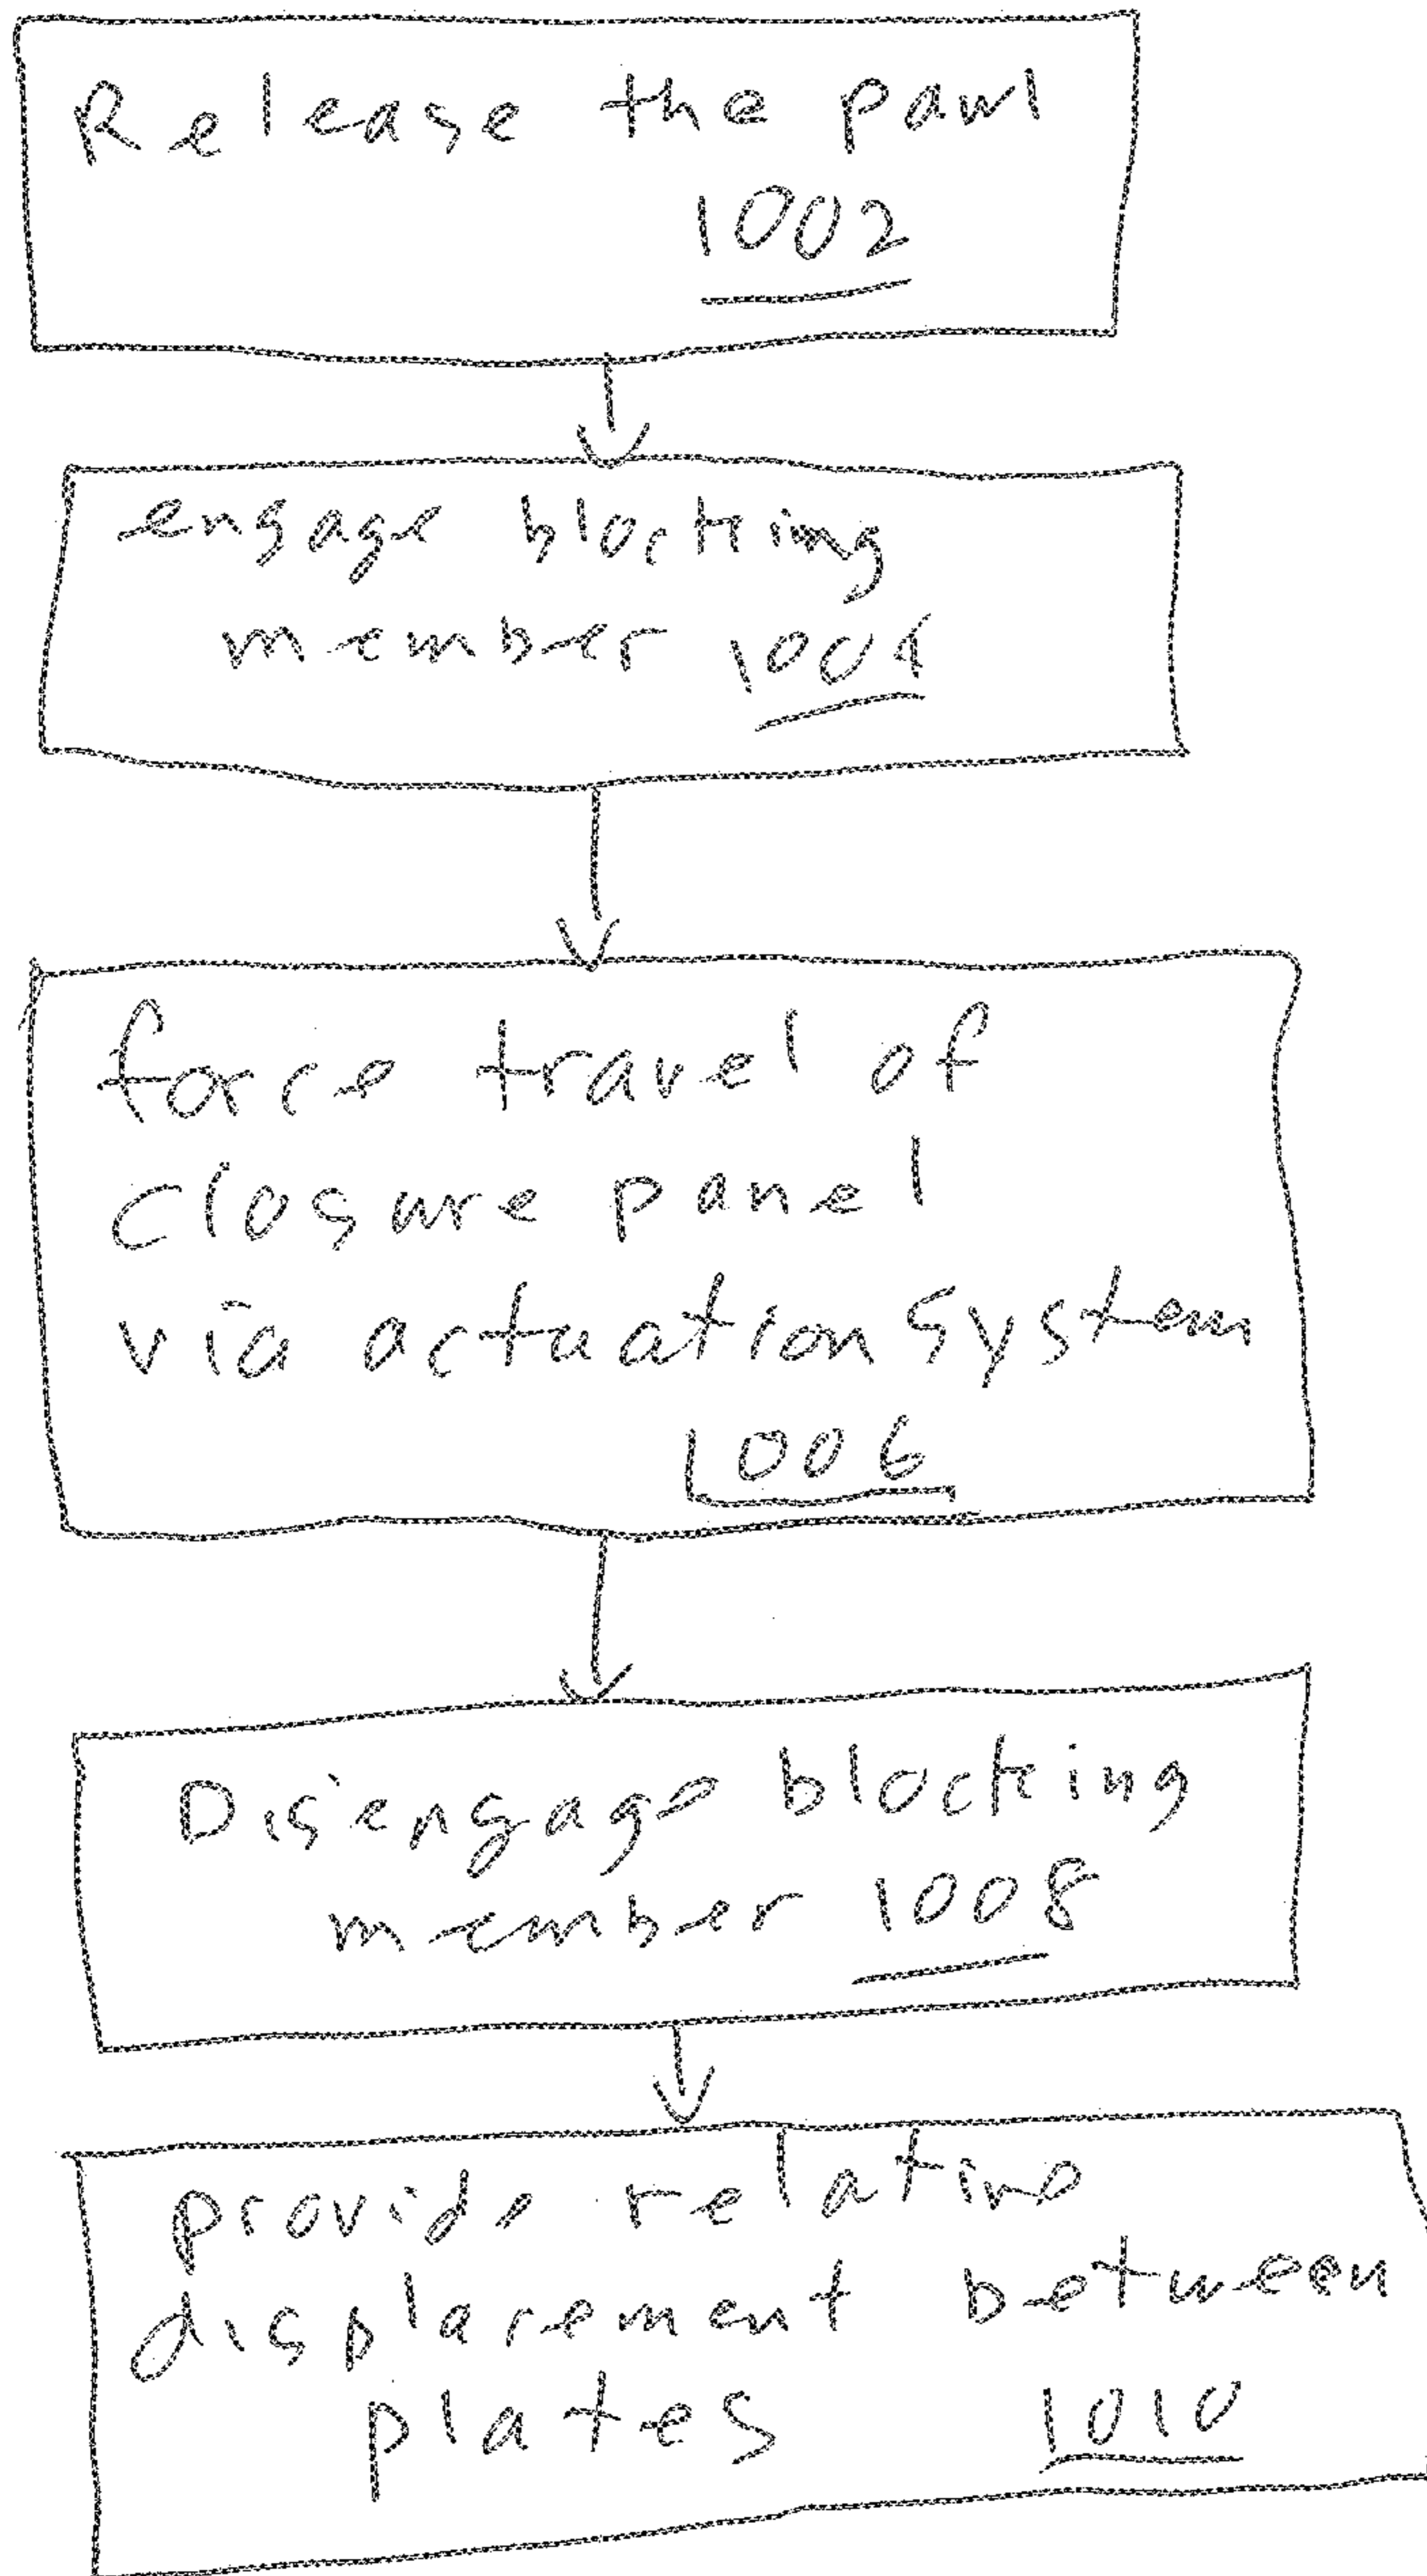 Release the pawl
1002
engage blocking
member 1004
force travel of
closure panel
via actuation system
1006
Disengage blocking
member 1008
provide relative
displacement between
plates 1010